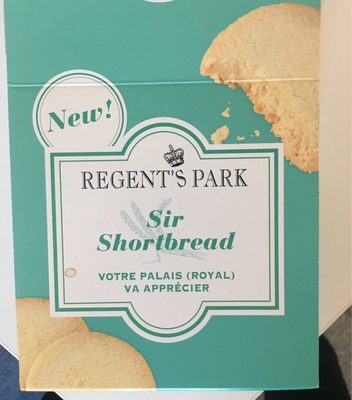 New!
REGENT'S PARK
Sir
Shortbread
VOTRE PALAIS (ROYAL)
VA APPRÉCIER